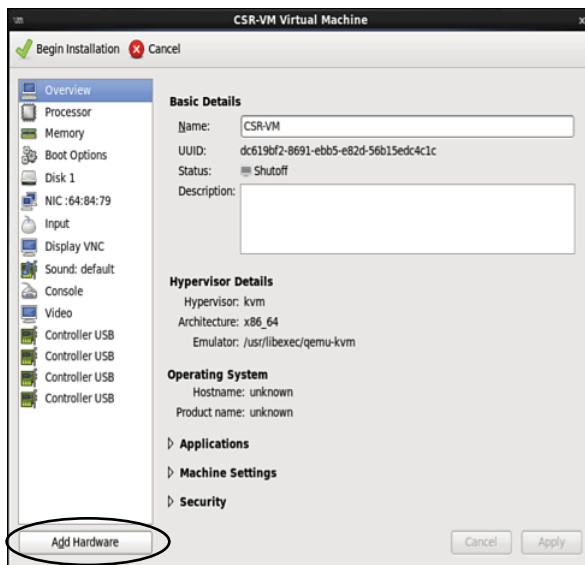 CSR-VM Virtual Machine
Begin Installation Cancel
Overview
Processor
Memory
Boot Options
Disk 1
NIC :64:84:79
Input
Display VNC
Sound: default
Console
Video
Controller USB
Controller USB
Controller USB
Controller USB
Add Hardware
Basic Details
Name: CSR-VM
UUID: dc619bf2-8691-ebb5-e82d-56b15edc4c1c
Status: Shutoff
Description:
Hypervisor Details
Hypervisor: kvm
Architecture: x86_64
Emulator: /usr/libexec/qemu-kvm
Operating System
Hostname: unknown
Product name: unknown
Applications
Machine Settings
Security
Cancel Apply